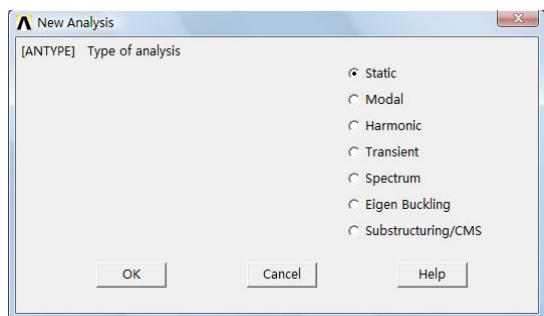 New Analysis
[ANTYPE] Type of analysis
Static
Modal
Harmonic
Transient
Spectrum
Eigen Buckling
Substructuring/CMS
OK Cancel Help